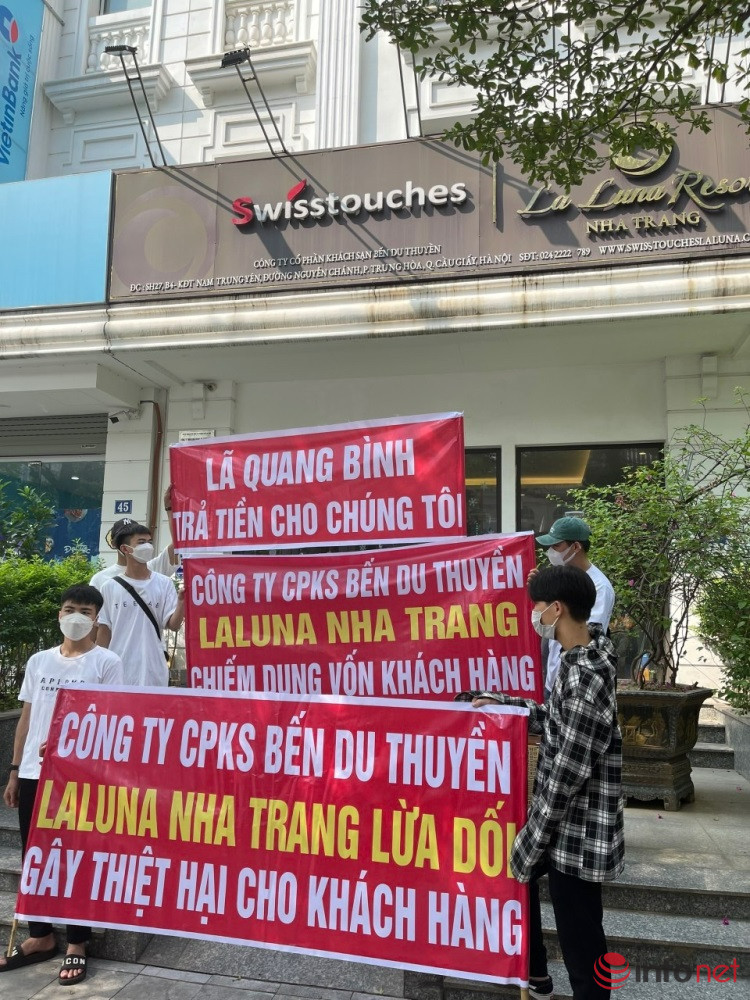 VietinBank
Swisstouches
La Luna Resort
NHA TRANG
CÔNG TY CỔ PHẦN KHÁCH SẠN BẾN DU THUYỀN
ĐC: SH27, B4- KĐT NAM TRUNG YÊN, ĐƯỜNG NGUYỄN CHÁNH, P. TRUNG HÒA, Q. CẦU GIẤY HÀ NỘI SĐT: 024 2222 789 WWW.SWISSTOUCHESLALUNA.C
45
LÃ QUANG BÌNH
TRẢ TIỀN CHO CHÚNG TÔI
CÔNG TY CPKS BẾN DU THUYỀN
LALUNA NHA TRANG
CHIẾM DỤNG VỐN KHÁCH HÀNG
CÔNG TY CPKS BẾN DU THUYỀN
LALUNA NHA TRANG LỪA DỐI
GÂY THIỆT HẠI CHO KHÁCH HÀNG
infonet